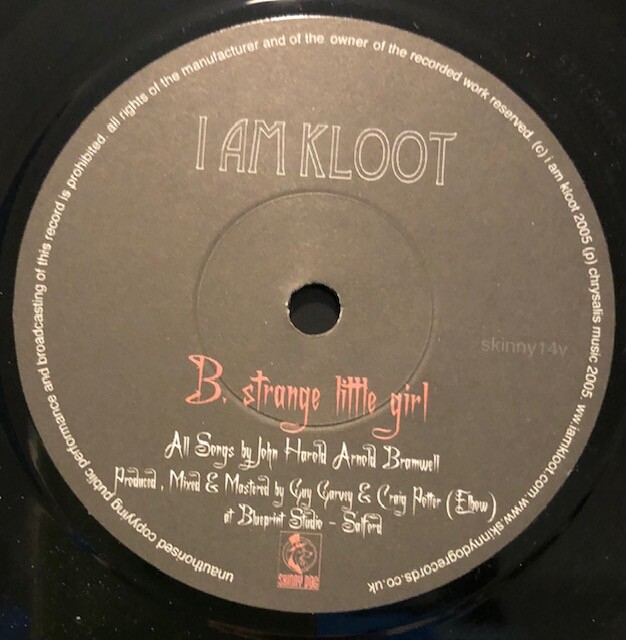 unauthorised copying public performance and broadcasting of this record is prohibited. all rights of the manufacturer and of the owner of the recorded work reserved. (c) i am kloot 2005 (p) chrysalis music 2005. ww.iamkloot.com www.skinnydogrecords.co.uk
I AM KLOOT
skinny14v
B. strange little girl
All Songs by John Harold Arnold Bramwell
Produced, Mixed & Mastered by Guy Garvey & Craig Potter (Elbow)
at Blueprint Studio - Salford
SKINNY DOG